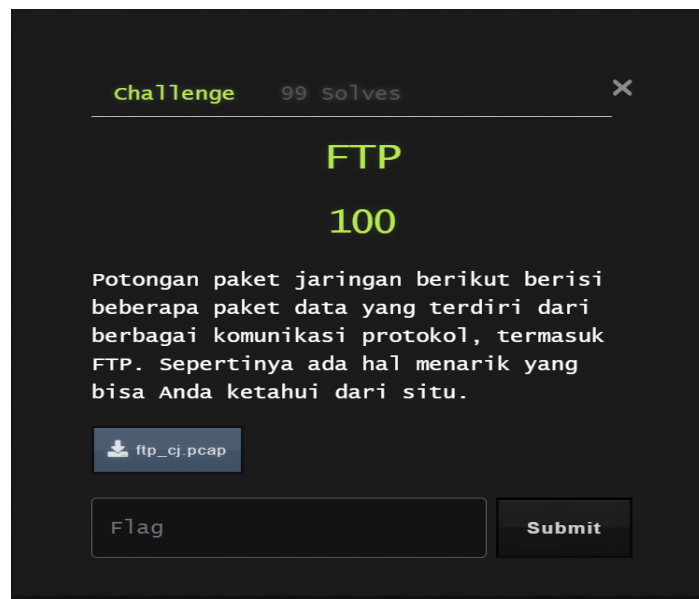 Challenge 99 Solves ×
FTP
100
Potongan paket jaringan berikut berisi
beberapa paket data yang terdiri dari
berbagai komunikasi protokol, termasuk
FTP. Sepertinya ada hal menarik yang
bisa Anda ketahui dari situ.
ftp_cj.pcap
Flag Submit